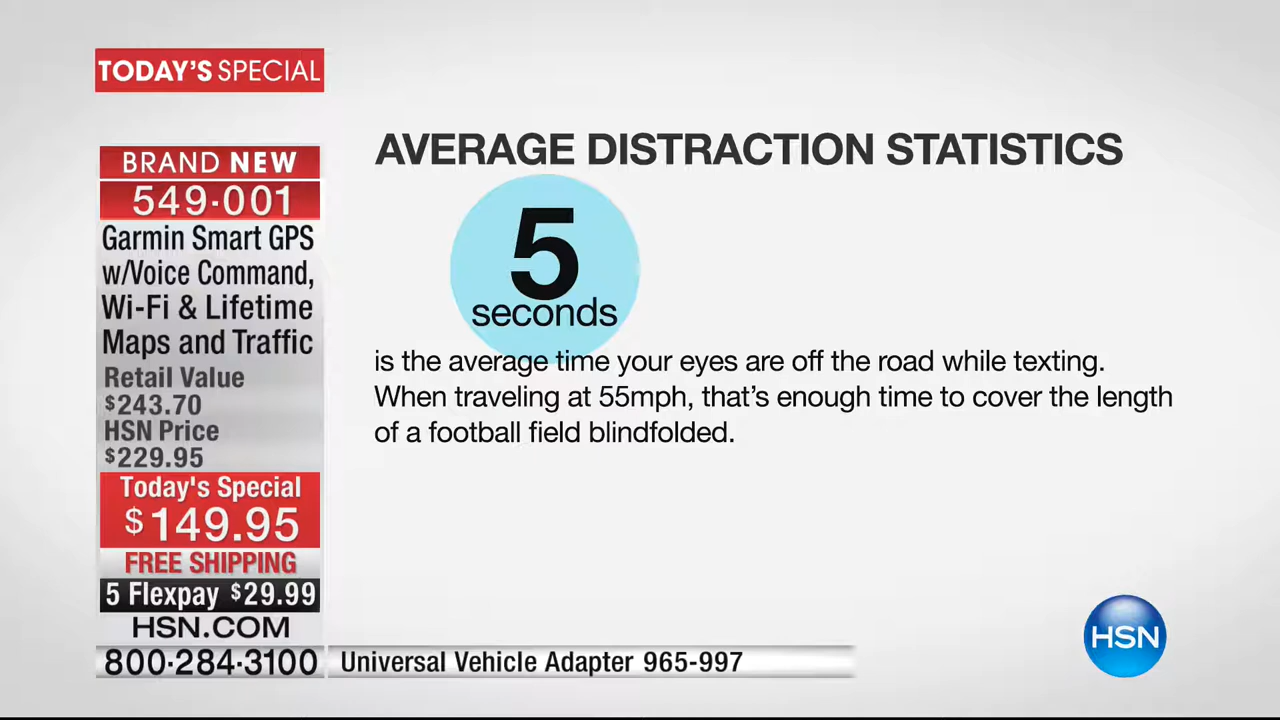 TODAY'S SPECIAL
BRAND NEW
549·001
Garmin Smart GPS
w/Voice Command,
Wi-Fi & Lifetime
Maps and Traffic
Retail Value
$243.70
HSN Price
$229.95
Today's Special
$149.95
FREE SHIPPING
5 Flexpay $29.99
HSN.COM
800·284·3100
Universal Vehicle Adapter 965-997
AVERAGE DISTRACTION STATISTICS
5
seconds
is the average time your eyes are off the road while texting.
When traveling at 55mph, that's enough time to cover the length
of a football field blindfolded.
HSN